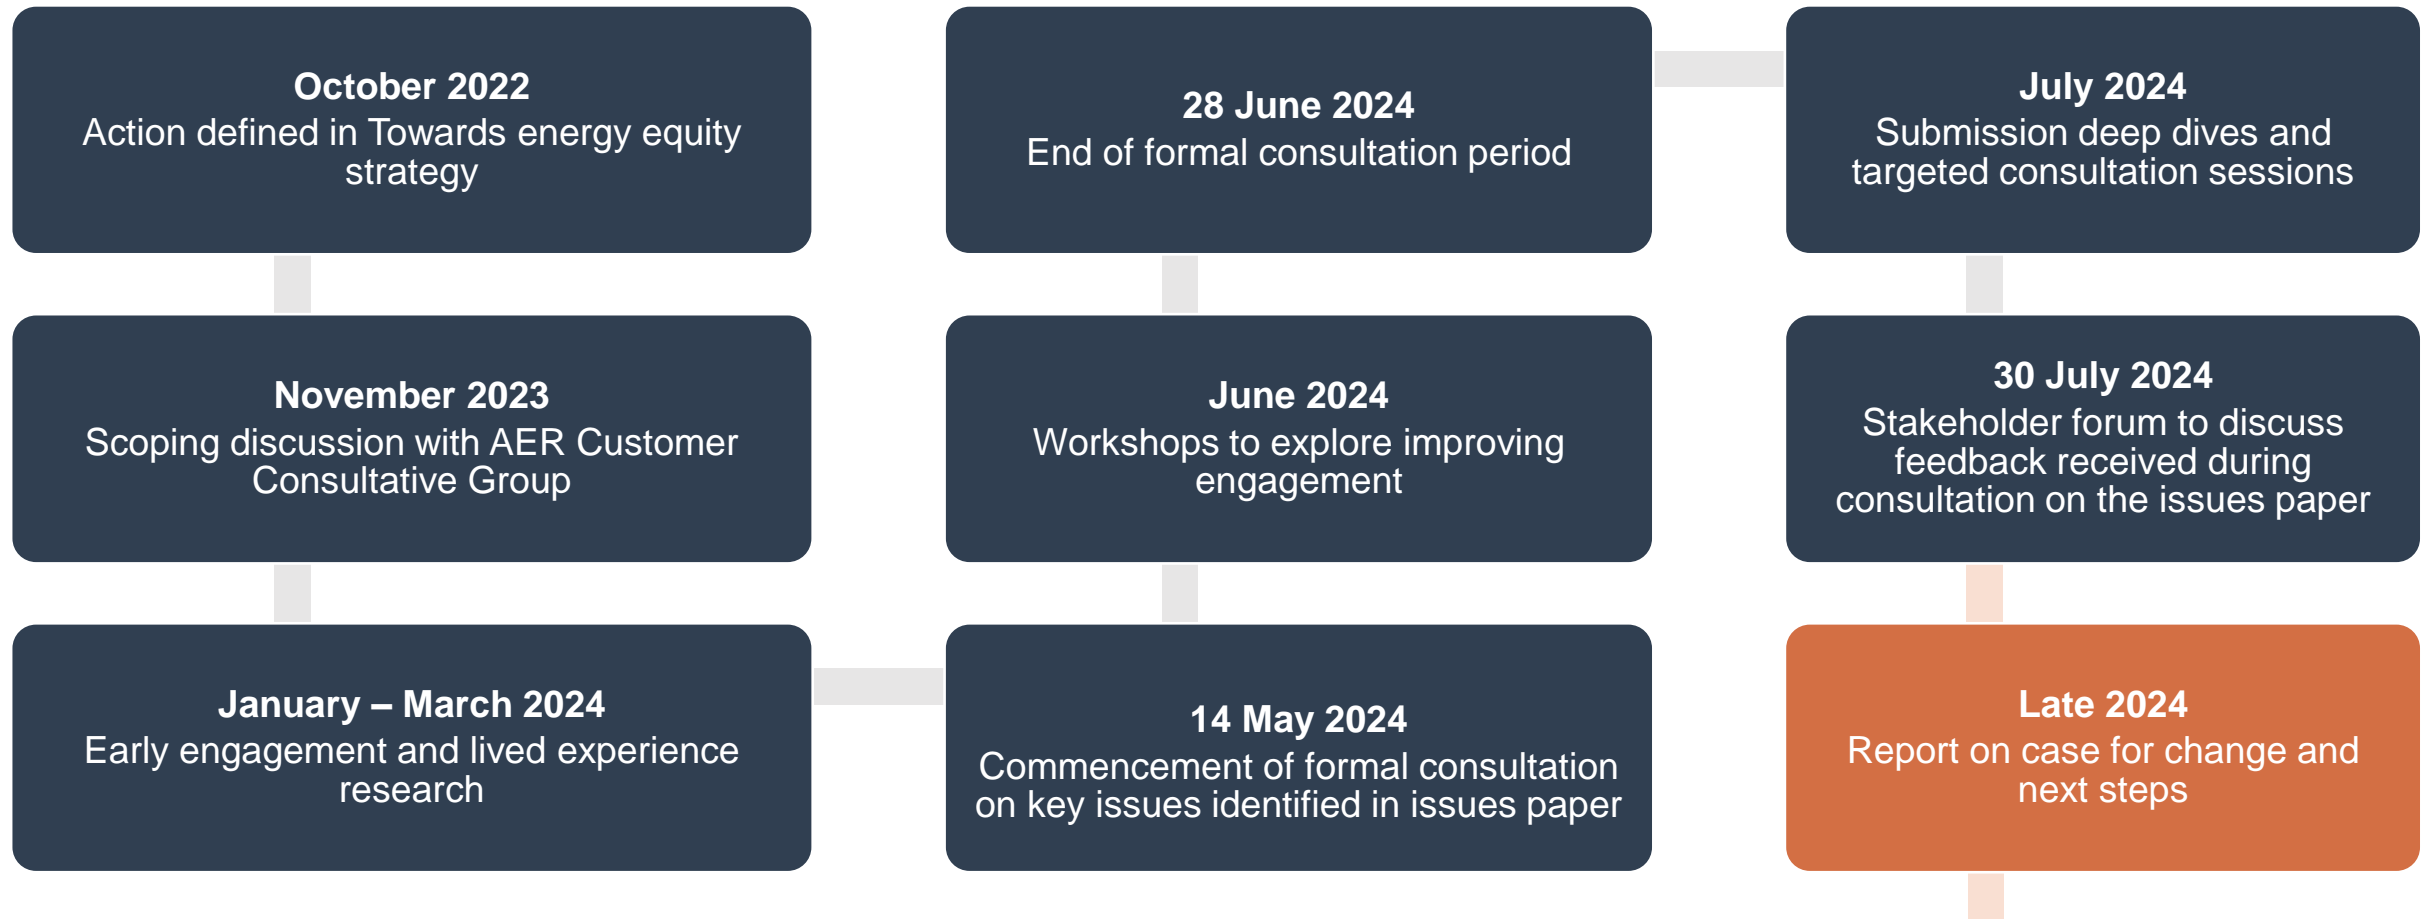 October 2022
Action defined in Towards energy equity
strategy
November 2023
Scoping discussion with AER Customer
Consultative Group
January – March 2024
Early engagement and lived experience
research
14 May 2024
Commencement of formal consultation
on key issues identified in issues paper
June 2024
Workshops to explore improving
engagement
28 June 2024
End of formal consultation period
July 2024
Submission deep dives and
targeted consultation sessions
30 July 2024
Stakeholder forum to discuss
feedback received during
consultation on the issues paper
Late 2024
Report on case for change and
next steps